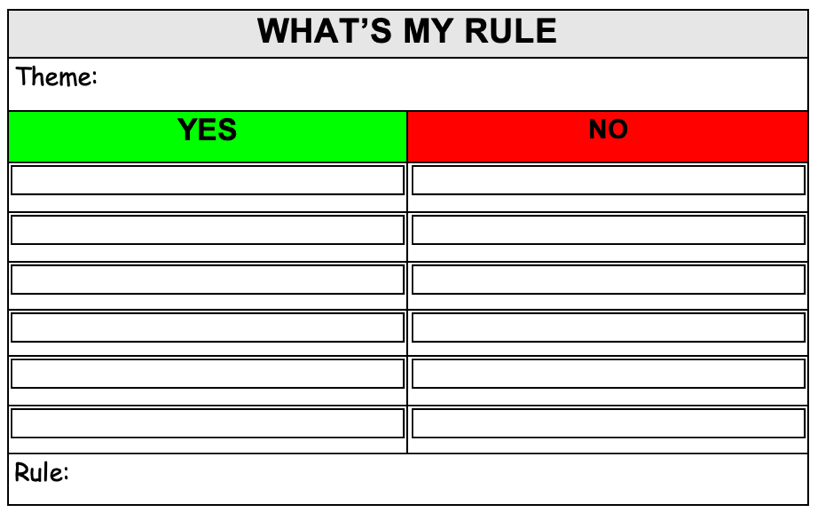 WHAT’S MY RULE
Theme:
YES
NO
Rule: